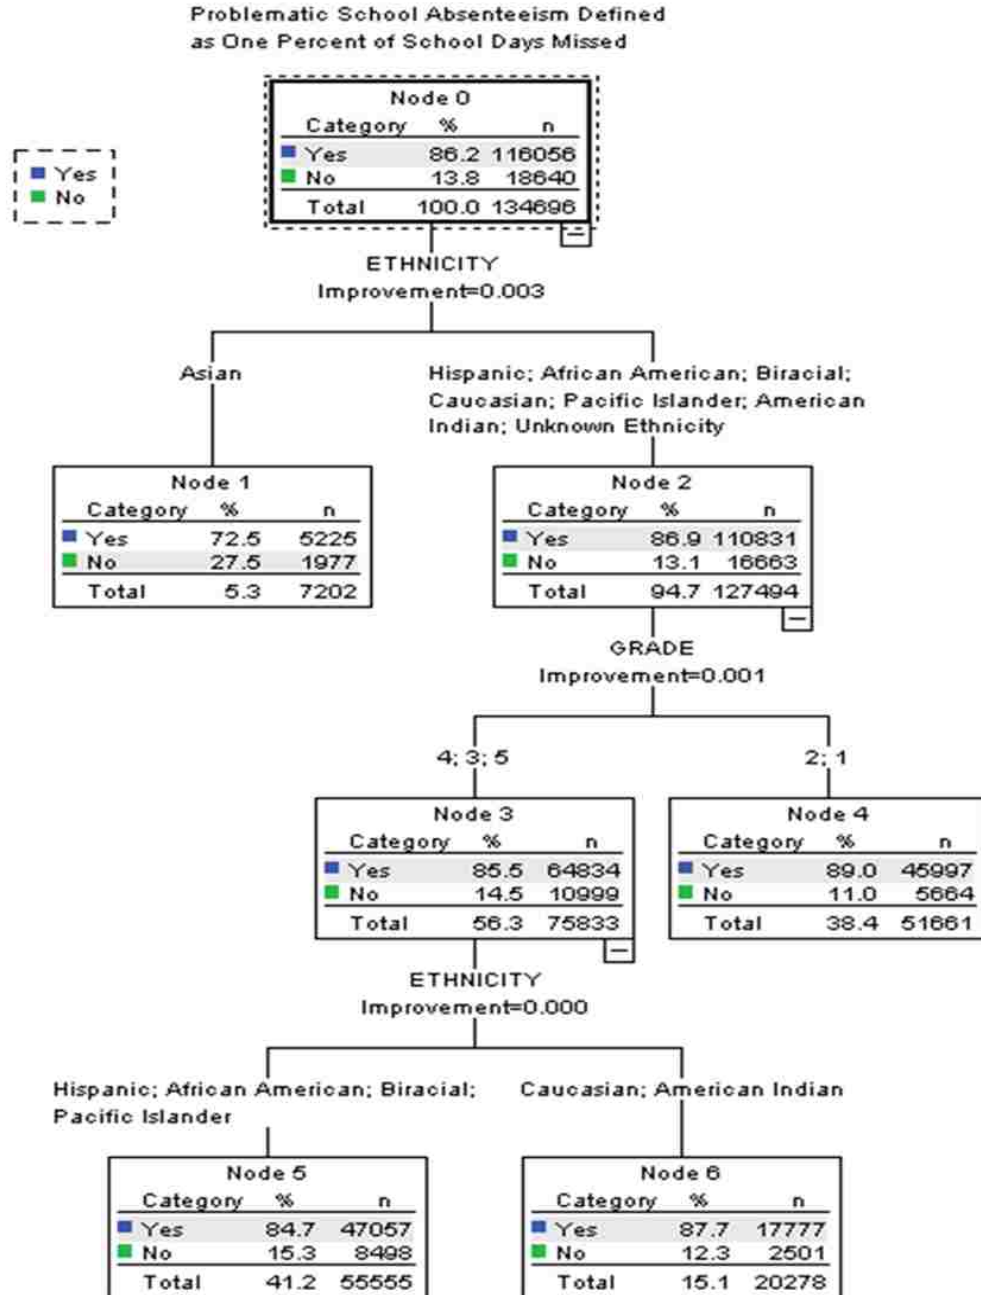 Problematic School Absenteeism Defined
as One Percent of School Days Missed
Yes
No
Node 0
Category % n
Yes 86.2 116056
No 13.8 18640
Total 100.0 134696
ETHNICITY
Improvement=0.003
Asian
Hispanic; African American; Biracial;
Caucasian; Pacific Islander; American
Indian; Unknown Ethnicity
Node 1
Category % n
Yes 72.5 5225
No 27.5 1977
Total 5.3 7202
Node 2
Category % n
Yes 86.9 110831
No 13.1 16663
Total 94.7 127494
GRADE
Improvement=0.001
4; 3; 5
2; 1
Node 3
Category % n
Yes 85.5 64834
No 14.5 10999
Total 56.3 75833
Node 4
Category % n
Yes 89.0 45997
No 11.0 5664
Total 38.4 51661
ETHNICITY
Improvement=0.000
Hispanic; African American; Biracial;
Pacific Islander
Caucasian; American Indian
Node 5
Category % n
Yes 84.7 47057
No 15.3 8498
Total 41.2 55555
Node 6
Category % n
Yes 87.7 17777
No 12.3 2501
Total 15.1 20278